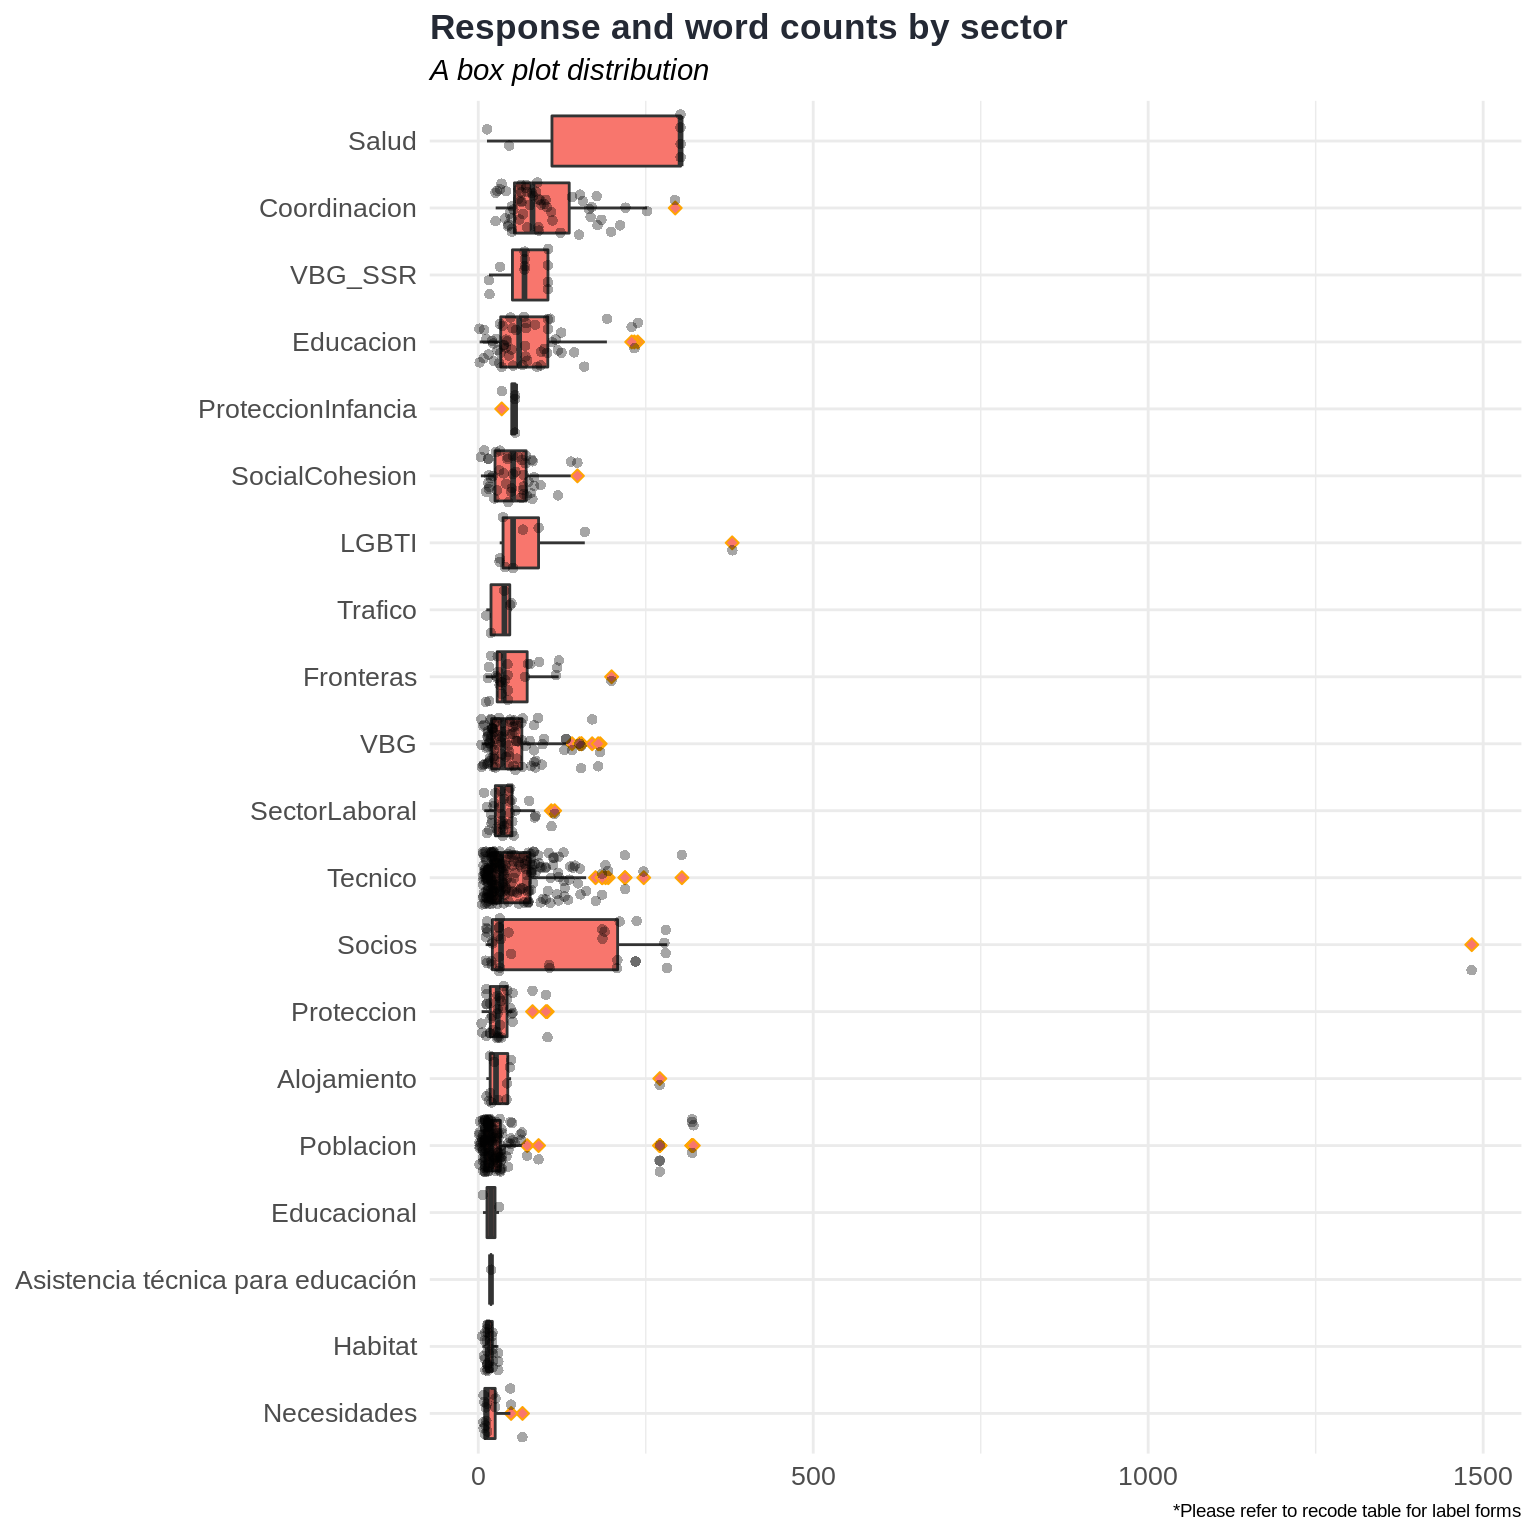 Response and word counts by sector
A box plot distribution
Salud
Coordinacion
VBG_SSR
Educacion
ProteccionInfancia
SocialCohesion
LGBTI
Trafico
Fronteras
VBG
SectorLaboral
Tecnico
Socios
Proteccion
Alojamiento
Poblacion
Educacional
Asistencia técnica para educación
Habitat
Necesidades
0 500 1000 1500
*Please refer to recode table for label forms